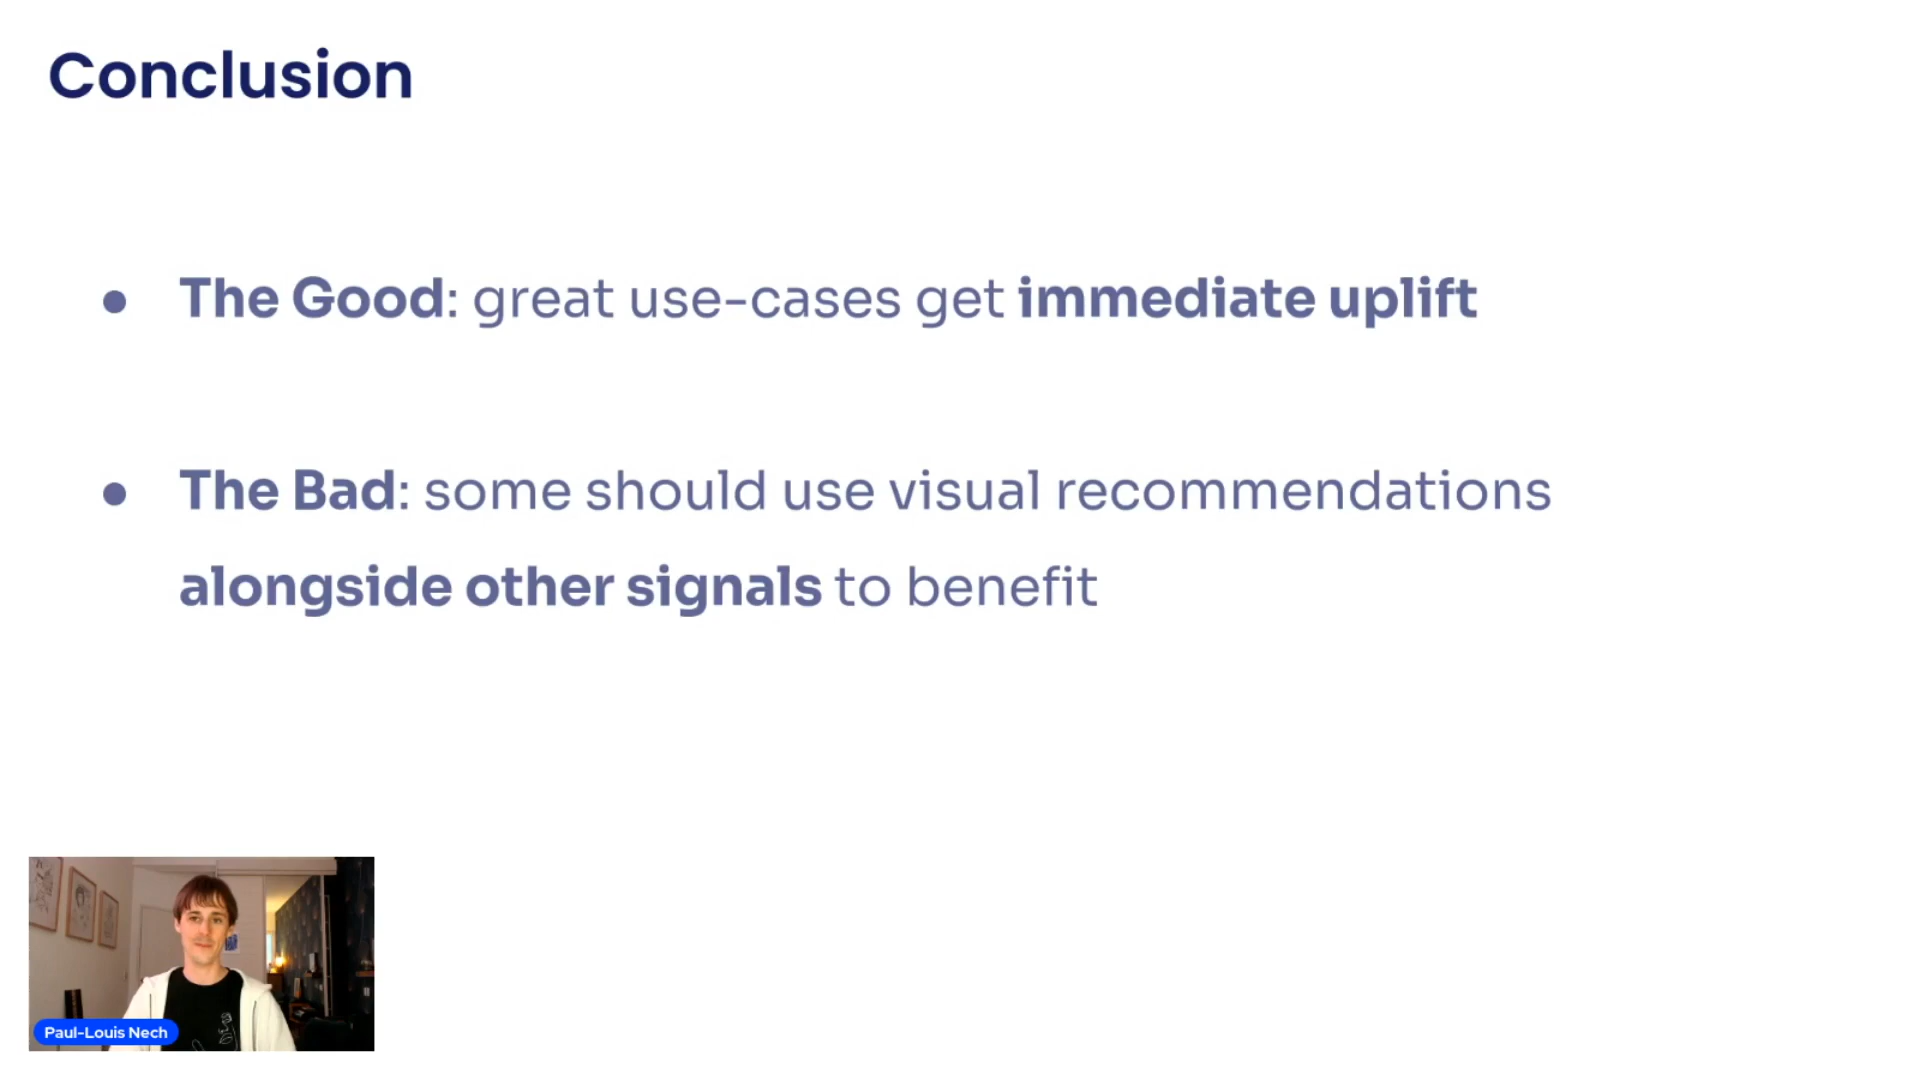 Conclusion
● The Good: great use-cases get immediate uplift
● The Bad: some should use visual recommendations
alongside other signals to benefit
Paul-Louis Nech